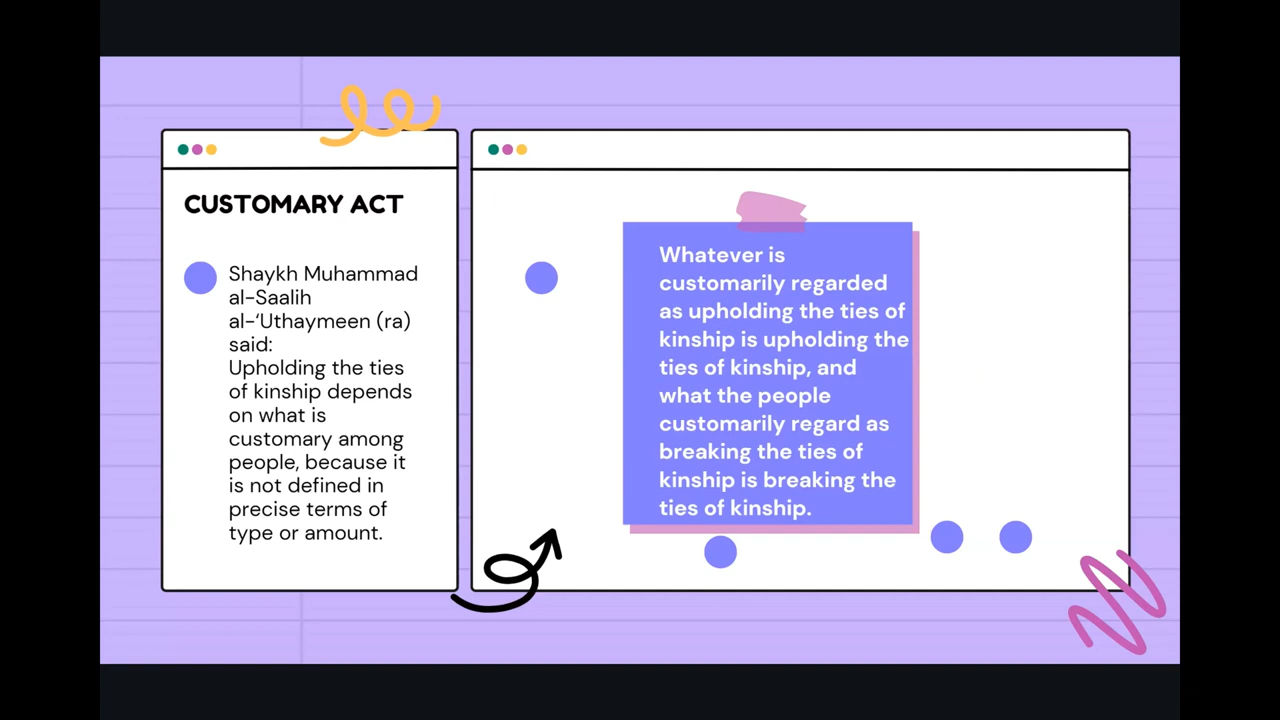 CUSTOMARY ACT
Shaykh Muhammad
al-Saalih
al-‘Uthaymeen (ra)
said:
Upholding the ties
of kinship depends
on what is
customary among
people, because it
is not defined in
precise terms of
type or amount.
Whatever is
customarily regarded
as upholding the ties of
kinship is upholding the
ties of kinship, and
what the people
customarily regard as
breaking the ties of
kinship is breaking the
ties of kinship.